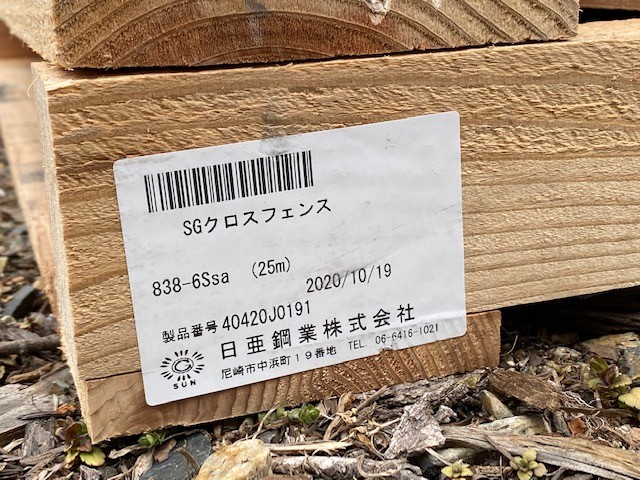 SGクロスフェンス
838-6Ssa (25m)
2020/10/19
製品番号 40420J0191
日亜鋼業株式会社
尼崎市中浜町19番地 TEL. 06-6416-1021
SUN